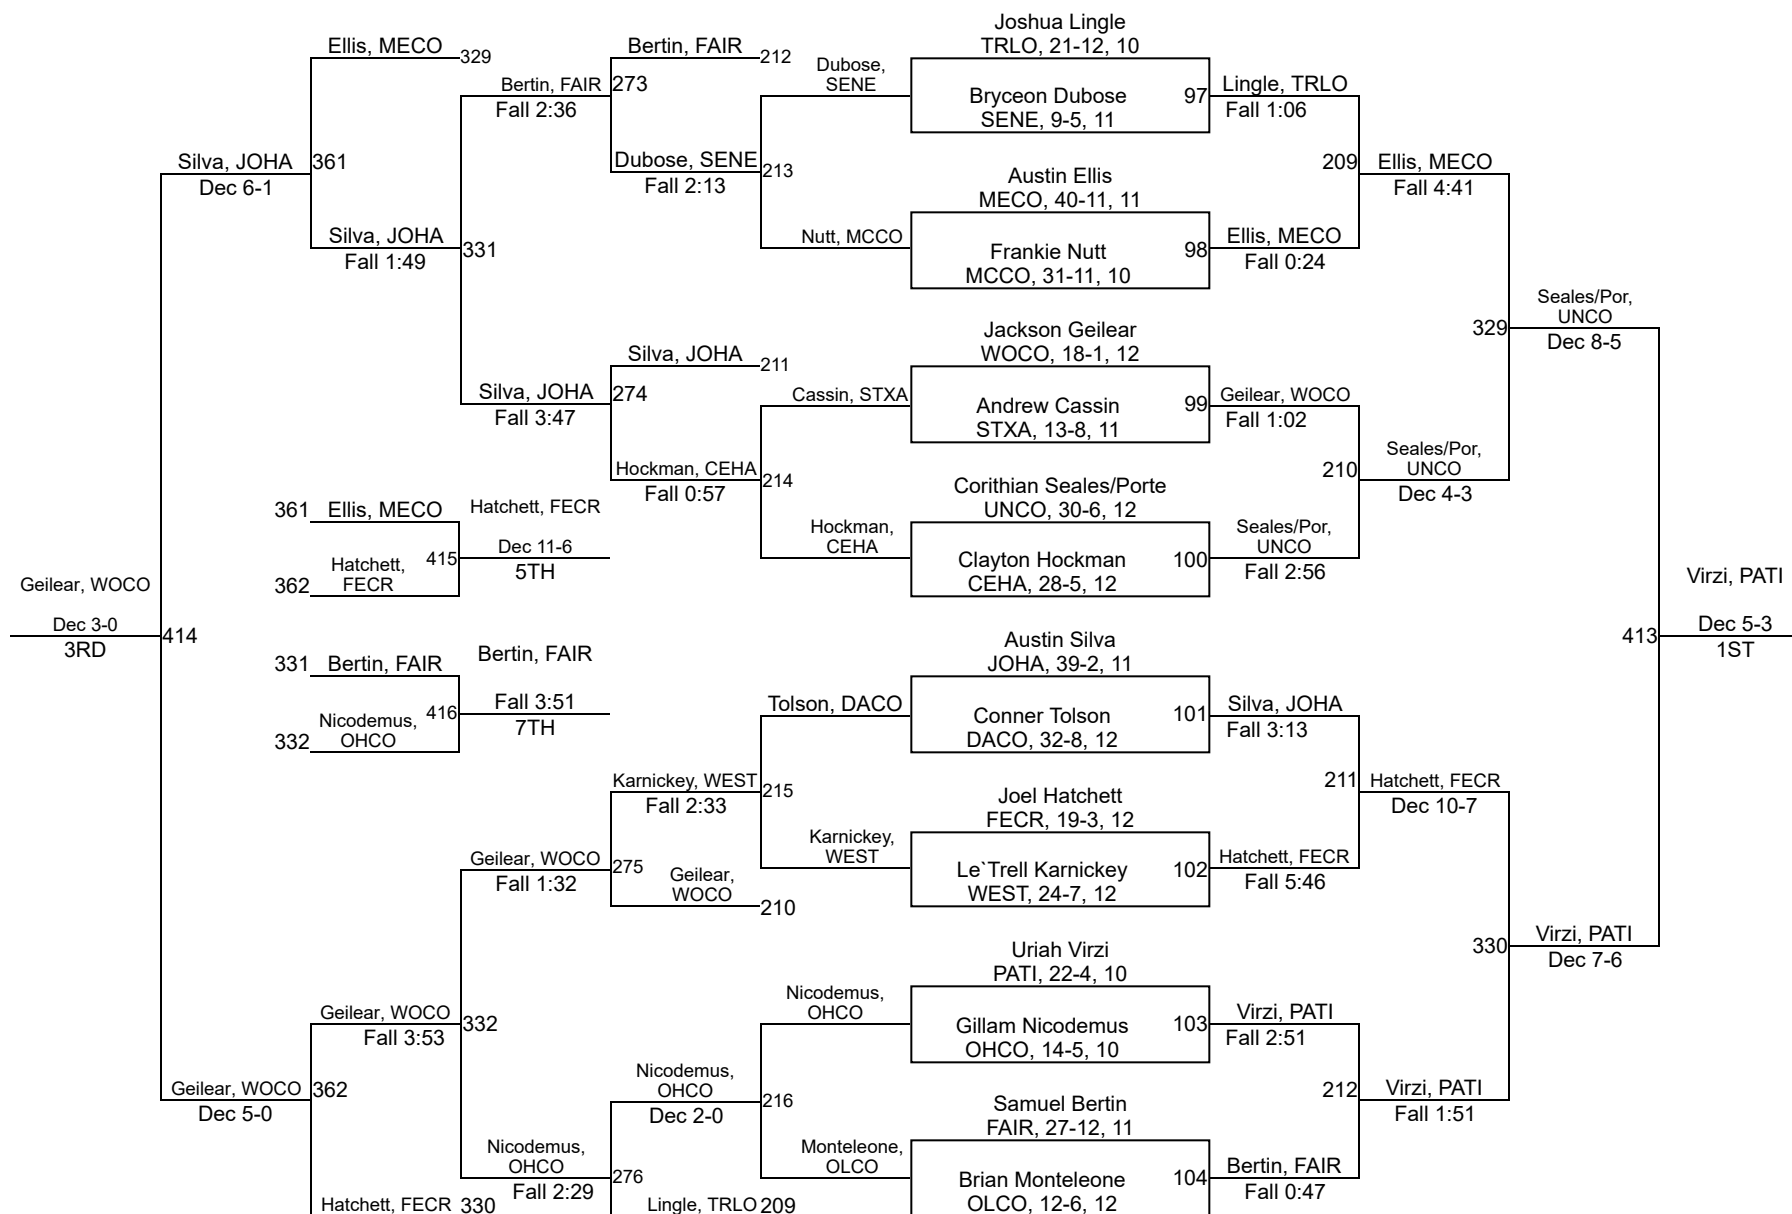 Joshua Lingle
TRLO, 21-12, 10
Ellis, MECO
329
Bertin, FAIR
212
Dubose,
SENE
Bertin, FAIR
273
Fall 2:36
Bryceon Dubose
SENE, 9-5, 11
97
Lingle, TRLO
Fall 1:06
Silva, JOHA
361
Dec 6-1
Dubose, SENE
213
Fall 2:13
Austin Ellis
MECO, 40-11, 11
209
Ellis, MECO
Fall 4:41
Silva, JOHA
331
Fall 1:49
Nutt, MCCO
Frankie Nutt
MCCO, 31-11, 10
98
Ellis, MECO
Fall 0:24
Jackson Geilear
WOCO, 18-1, 12
329
Seales/Por,
UNCO
Dec 8-5
Silva, JOHA
211
Silva, JOHA
274
Fall 3:47
Cassin, STXA
Andrew Cassin
STXA, 13-8, 11
99
Geilear, WOCO
Fall 1:02
Hockman, CEHA
214
Fall 0:57
Corithian Seales/Porte
UNCO, 30-6, 12
210
Seales/Por,
UNCO
Dec 4-3
361
Ellis, MECO
Hatchett, FECR
415
Dec 11-6
5TH
362
Hatchett,
FECR
Hockman,
CEHA
Clayton Hockman
CEHA, 28-5, 12
100
Seales/Por,
UNCO
Fall 2:56
Geilear, WOCO
Dec 3-0
3RD
414
Virzi, PATI
413
Dec 5-3
1ST
331
Bertin, FAIR
Bertin, FAIR
416
Fall 3:51
7TH
332
Nicodemus,
OHCO
Austin Silva
JOHA, 39-2, 11
Tolson, DACO
Conner Tolson
DACO, 32-8, 12
101
Silva, JOHA
Fall 3:13
Karnickey, WEST
215
Fall 2:33
Joel Hatchett
FECR, 19-3, 12
211
Hatchett, FECR
Dec 10-7
Karnickey,
WEST
Le`Trell Karnickey
WEST, 24-7, 12
102
Hatchett, FECR
Fall 5:46
Geilear, WOCO
275
Fall 1:32
Geilear,
WOCO
210
Uriah Virzi
PATI, 22-4, 10
330
Virzi, PATI
Dec 7-6
Nicodemus,
OHCO
Gillam Nicodemus
OHCO, 14-5, 10
103
Virzi, PATI
Fall 2:51
Geilear, WOCO
332
Fall 3:53
Geilear, WOCO
362
Dec 5-0
Nicodemus,
OHCO
216
Dec 2-0
Samuel Bertin
FAIR, 27-12, 11
212
Virzi, PATI
Fall 1:51
Nicodemus,
OHCO
276
Fall 2:29
Monteleone,
OLCO
Brian Monteleone
OLCO, 12-6, 12
104
Bertin, FAIR
Fall 0:47
Hatchett, FECR
330
Lingle, TRLO
209